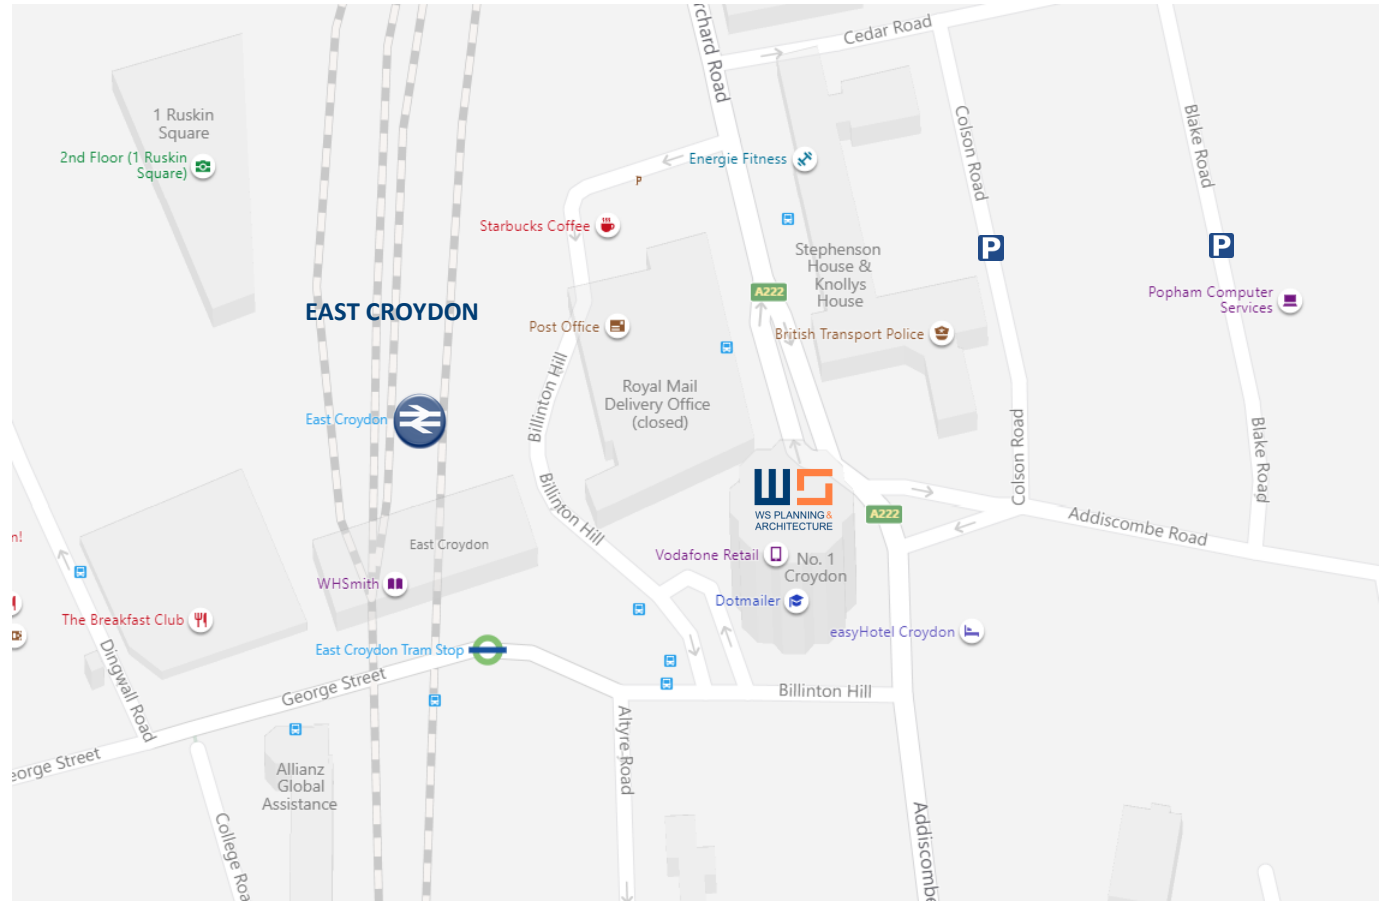 Cedar Road
rchard Road
1 Ruskin
Square
2nd Floor (1 Ruskin
Square)
Energie Fitness
Colson Road
Blake Road
P
Starbucks Coffee
Stephenson
House &
Knollys
House
P
P
A222
Popham Computer
Services
EAST CROYDON
Post Office
British Transport Police
Billinton Hill
Royal Mail
Delivery Office
(closed)
East Croydon
Colson Road
Blake Road
Billinton Hill
WS PLANNING &
ARCHITECTURE
A222
Addiscombe Road
n!
East Croydon
Vodafone Retail
No. 1
Croydon
WHSmith
Dotmailer
The Breakfast Club
easyHotel Croydon
East Croydon Tram Stop
Dingwall Road
George Street
Billinton Hill
Altyre Road
eorge Street
Allianz
Global
Assistance
College Roa
Addiscombe